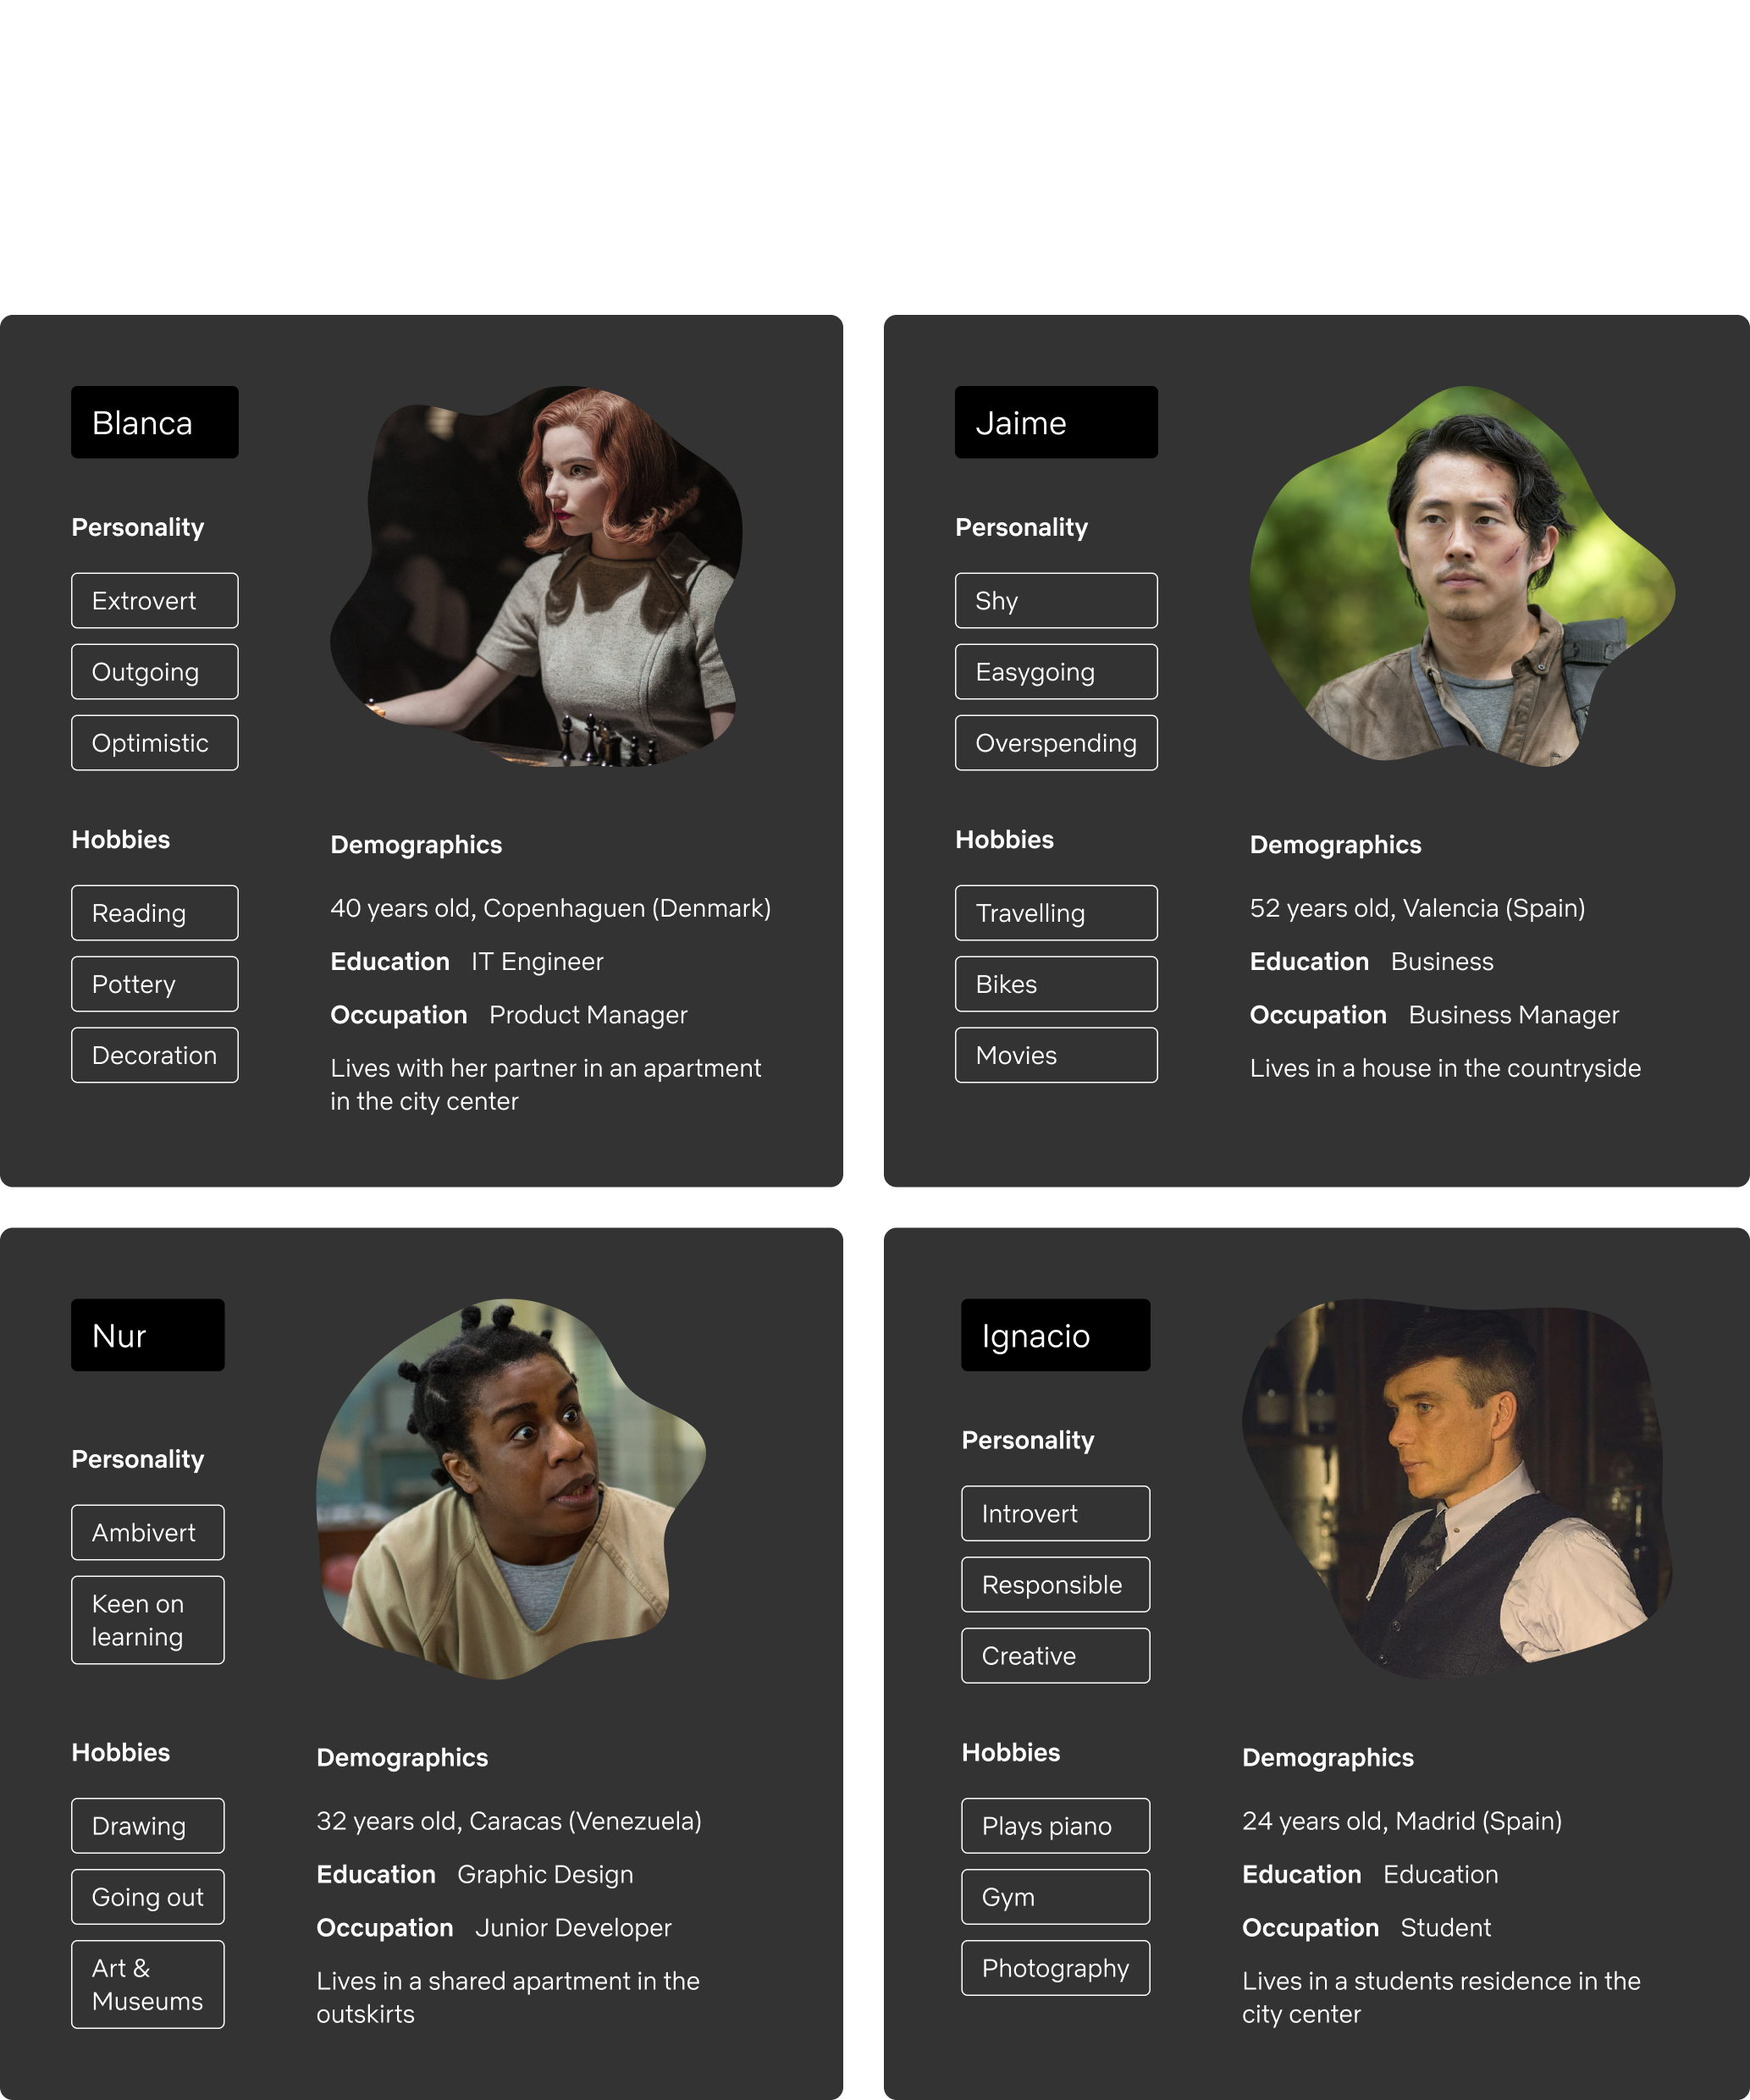 Blanca
Personality
Extrovert
Outgoing
Optimistic
Hobbies
Reading
Pottery
Decoration
Demographics
40 years old, Copenhaguen (Denmark)
Education IT Engineer
Occupation Product Manager
Lives with her partner in an apartment
in the city center
Jaime
Personality
Shy
Easygoing
Overspending
Hobbies
Travelling
Bikes
Movies
Demographics
52 years old, Valencia (Spain)
Education Business
Occupation Business Manager
Lives in a house in the countryside
Nur
Personality
Ambivert
Keen on
learning
Hobbies
Drawing
Going out
Art &
Museums
Demographics
32 years old, Caracas (Venezuela)
Education Graphic Design
Occupation Junior Developer
Lives in a shared apartment in the
outskirts
Ignacio
Personality
Introvert
Responsible
Creative
Hobbies
Plays piano
Gym
Photography
Demographics
24 years old, Madrid (Spain)
Education Education
Occupation Student
Lives in a students residence in the
city center